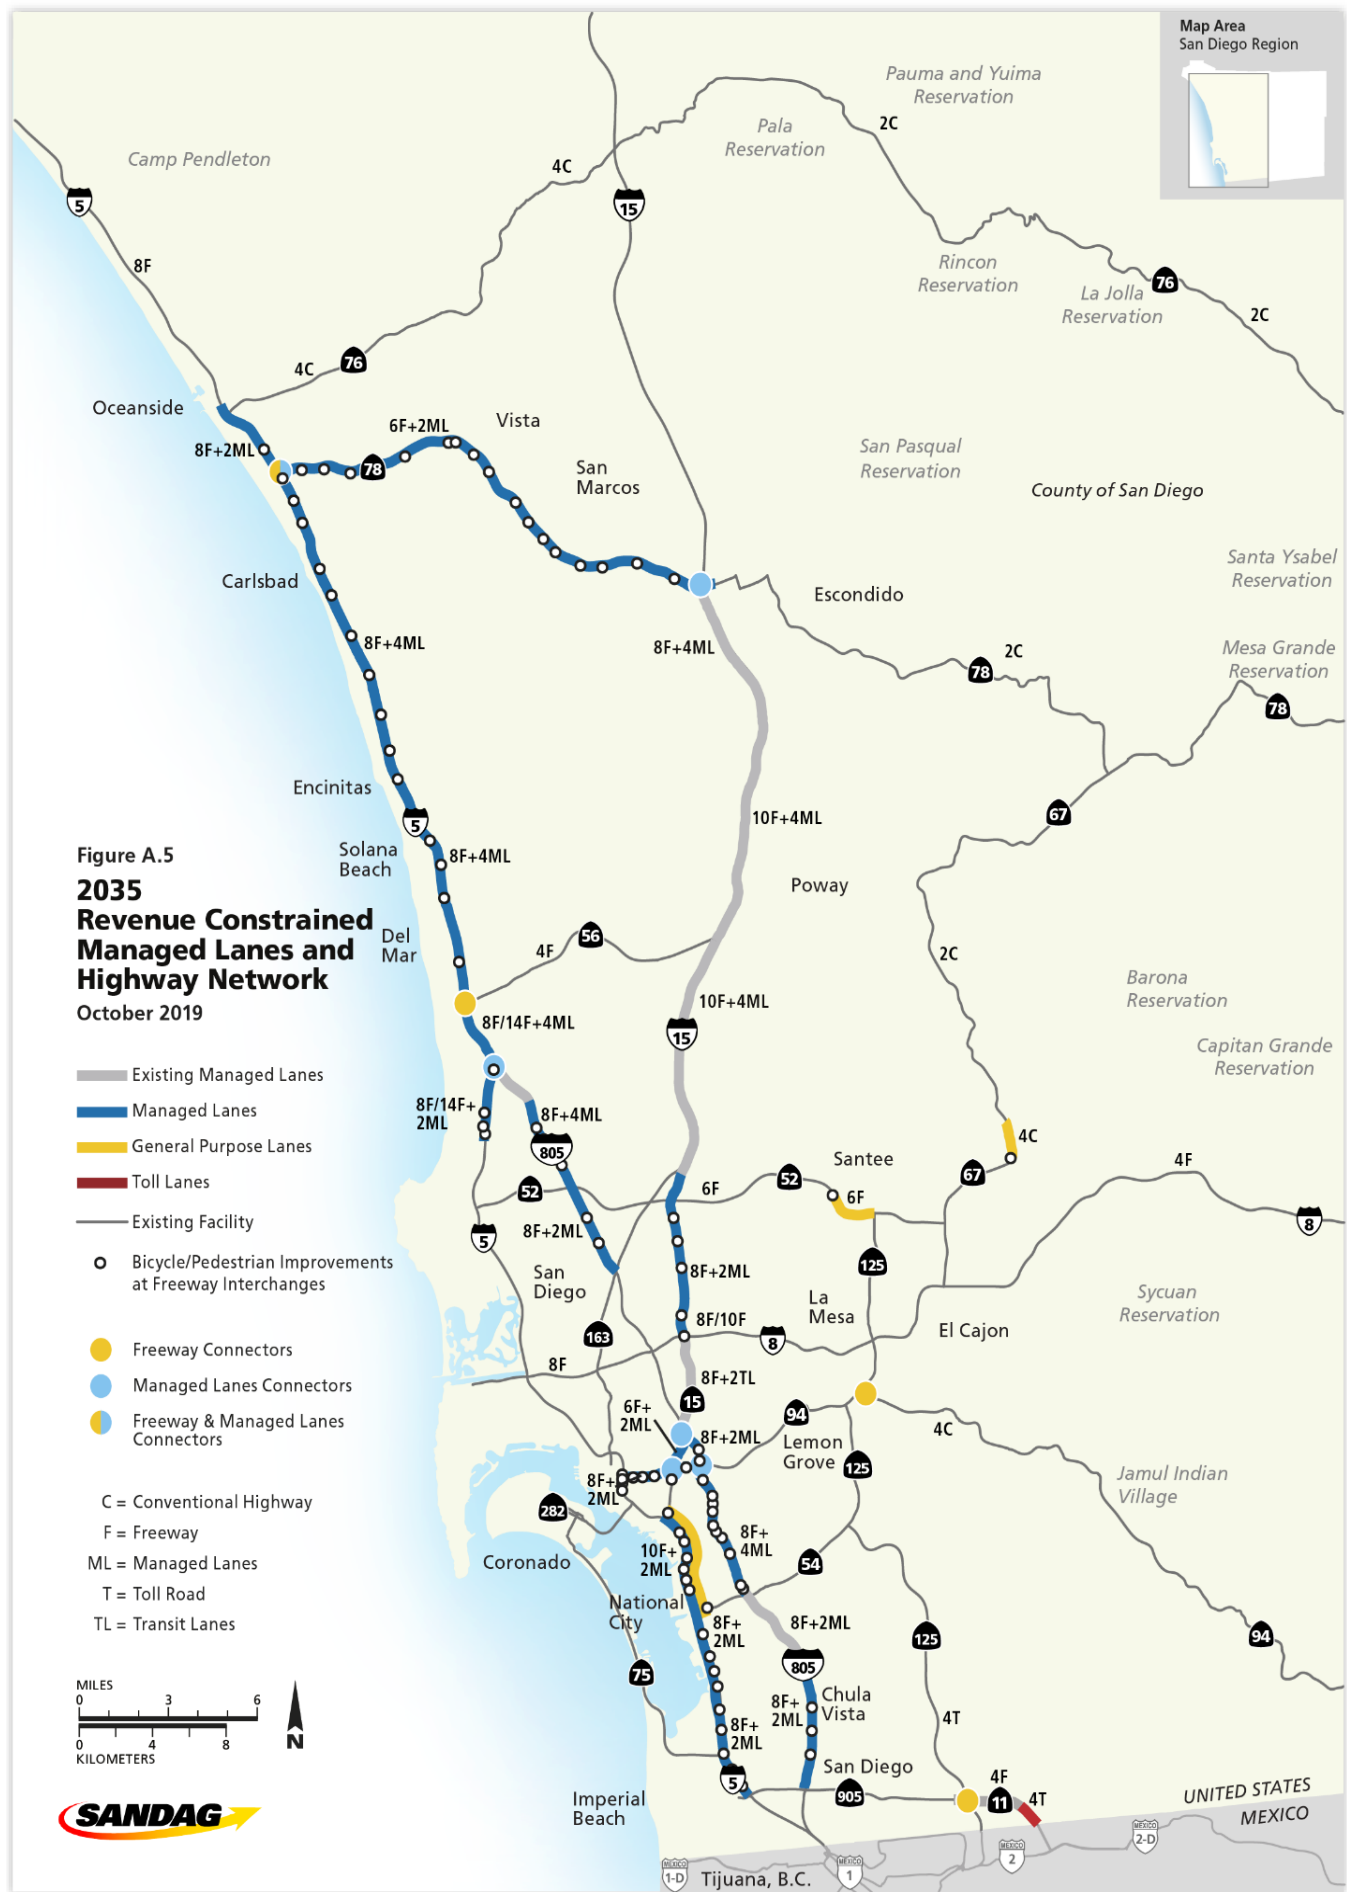 Map Area
San Diego Region
Pauma and Yuima
Reservation
2C
Pala
Reservation
Camp Pendleton
4C
5
15
8F
Rincon
Reservation
76
La Jolla
Reservation
2C
4C
76
Oceanside
6F+2ML
Vista
8F+2ML
78
San
Marcos
San Pasqual
Reservation
County of San Diego
Santa Ysabel
Reservation
Carlsbad
Escondido
8F+4ML
8F+4ML
2C
78
Mesa Grande
Reservation
78
Encinitas
5
10F+4ML
67
Solana
Beach
8F+4ML
Poway
Figure A.5
2035
Revenue Constrained
Managed Lanes and
Highway Network
October 2019
Del
Mar
4F
56
2C
Barona
Reservation
10F+4ML
8F/14F+4ML
15
Capitan Grande
Reservation
Existing Managed Lanes
Managed Lanes
General Purpose Lanes
Toll Lanes
Existing Facility
Bicycle/Pedestrian Improvements
at Freeway Interchanges
Freeway Connectors
Managed Lanes Connectors
Freeway & Managed Lanes
Connectors
C = Conventional Highway
F = Freeway
ML = Managed Lanes
T = Toll Road
TL = Transit Lanes
8F/14F+
2ML
8F+4ML
805
4C
Santee
52
6F
52
6F
67
4F
8
5
8F+2ML
San
Diego
8F+2ML
125
La
Mesa
Sycuan
Reservation
163
8F/10F
8
El Cajon
8F
8F+2TL
15
6F+
2ML
94
8F+2ML
Lemon
Grove
4C
125
Jamul Indian
Village
8F+
2ML
282
Coronado
10F+
2ML
8F+
4ML
54
National
City
8F+
2ML
8F+2ML
125
94
75
805
8F+
2ML
Chula
Vista
8F+
2ML
4T
5
San Diego
905
4F
11
4T
Imperial
Beach
UNITED STATES
MEXICO
MILES
0 3 6
0 4 8
KILOMETERS
N
SANDAG
MEXICO
1-D
Tijuana, B.C.
MEXICO
1
MEXICO
2
MEXICO
2-D